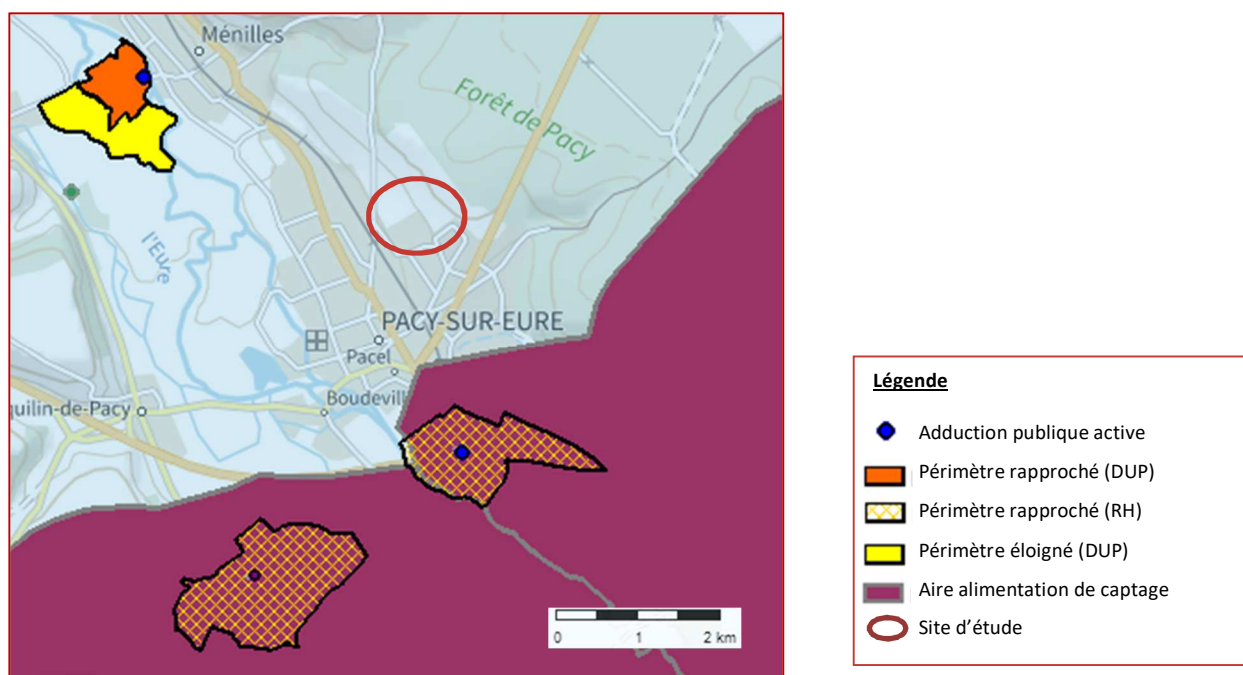 Ménilles
Forêt de Pacy
l'Eure
PACY-SUR-EURE
Pacel
Boudevill
quilin-de-Pacy
0 1 2 km
Légende
Adduction publique active
Périmètre rapproché (DUP)
Périmètre rapproché (RH)
Périmètre éloigné (DUP)
Aire alimentation de captage
Site d'étude